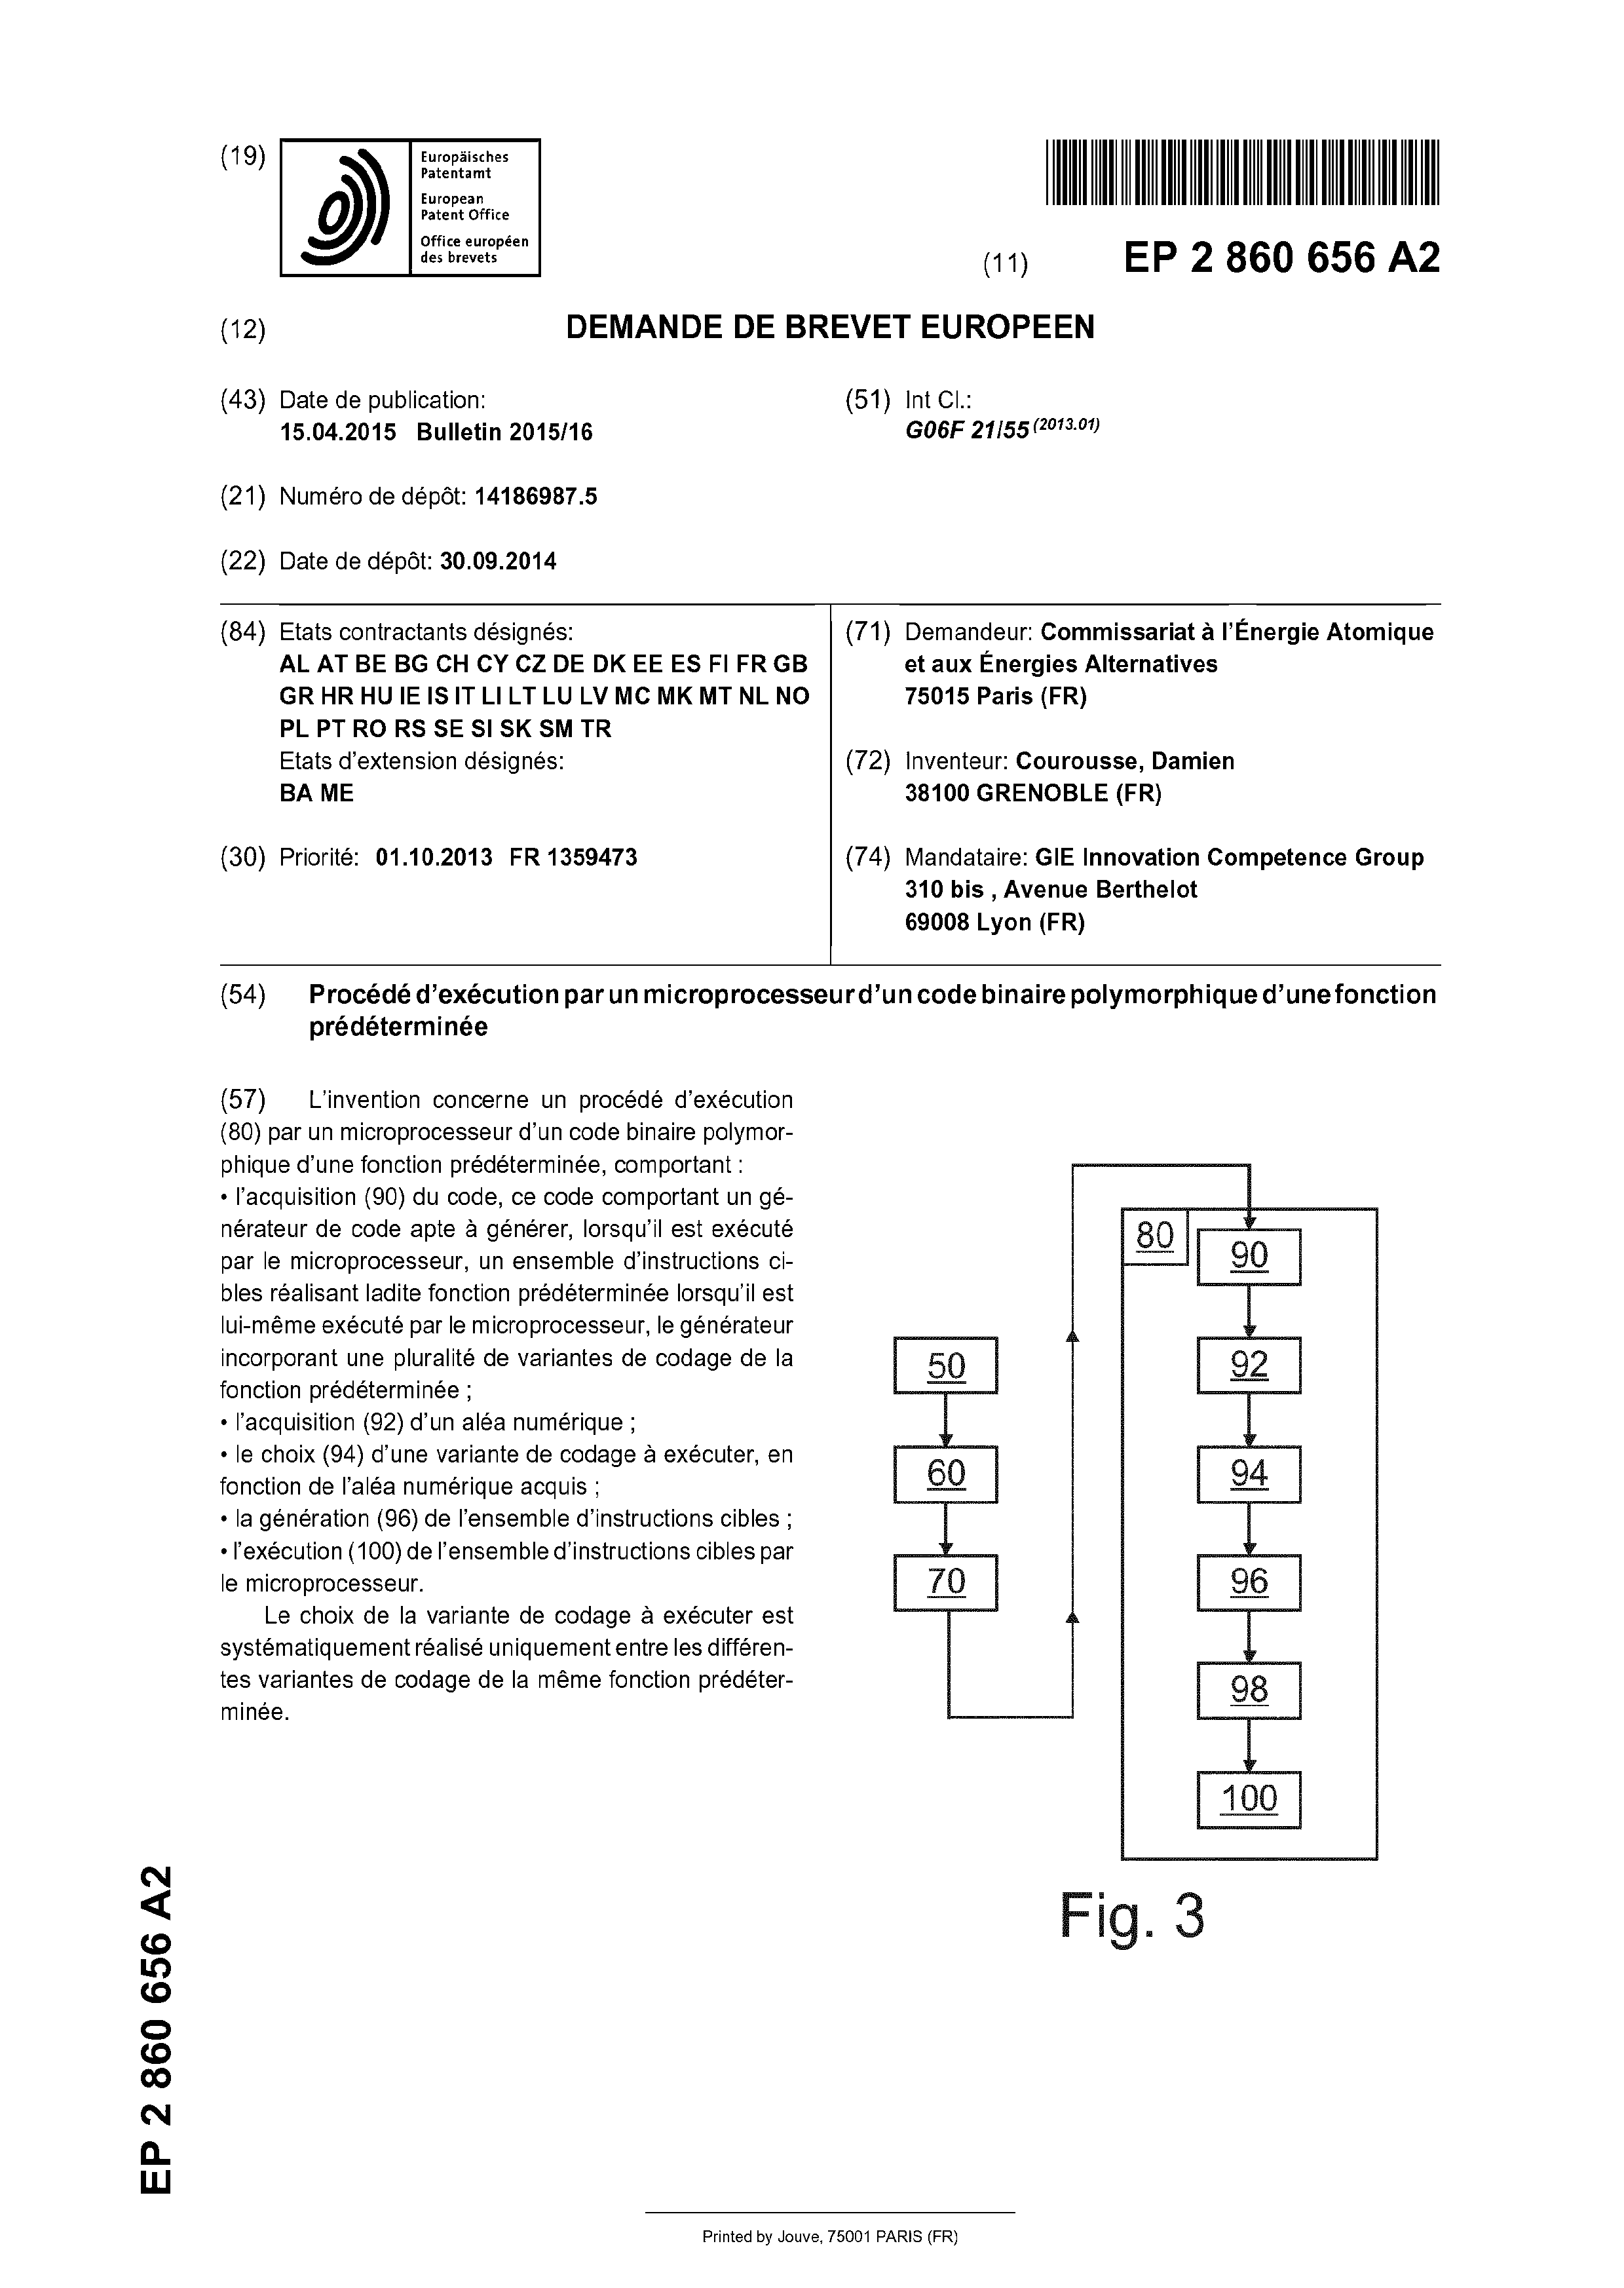 (19)
Europäisches
Patentamt
European
Patent Office
Office européen
des brevets
(11) EP 2 860 656 A2
(12) DEMANDE DE BREVET EUROPEEN
(43) Date de publication:
15.04.2015 Bulletin 2015/16
(51) Int Cl.:
G06F 21/55 (2013.01)
(21) Numéro de dépôt: 14186987.5
(22) Date de dépôt: 30.09.2014
(84) Etats contractants désignés:
AL AT BE BG CH CY CZ DE DK EE ES FI FR GB
GR HR HU IE IS IT LI LT LU LV MC MK MT NL NO
PL PT RO RS SE SI SK SM TR
Etats d'extension désignés:
BA ME
(30) Priorité: 01.10.2013 FR 1359473
(71) Demandeur: Commissariat à l'Énergie Atomique
et aux Énergies Alternatives
75015 Paris (FR)
(72) Inventeur: Courousse, Damien
38100 GRENOBLE (FR)
(74) Mandataire: GIE Innovation Competence Group
310 bis , Avenue Berthelot
69008 Lyon (FR)
(54) Procédé d'exécution par un microprocesseur d'un code binaire polymorphique d'une fonction
prédéterminée
(57) L'invention concerne un procédé d'exécution
(80) par un microprocesseur d'un code binaire polymor-
phique d'une fonction prédéterminée, comportant :
• l'acquisition (90) du code, ce code comportant un gé-
nérateur de code apte à générer, lorsqu'il est exécuté
par le microprocesseur, un ensemble d'instructions ci-
bles réalisant ladite fonction prédéterminée lorsqu'il est
lui-même exécuté par le microprocesseur, le générateur
incorporant une pluralité de variantes de codage de la
fonction prédéterminée ;
• l'acquisition (92) d'un aléa numérique ;
• le choix (94) d'une variante de codage à exécuter, en
fonction de l'aléa numérique acquis ;
• la génération (96) de l'ensemble d'instructions cibles ;
• l'exécution (100) de l'ensemble d'instructions cibles par
le microprocesseur.
Le choix de la variante de codage à exécuter est
systématiquement réalisé uniquement entre les différen-
tes variantes de codage de la même fonction prédéter-
minée.
50
60
70
80
90
92
94
96
98
100
Fig. 3
EP 2 860 656 A2
Printed by Jouve, 75001 PARIS (FR)